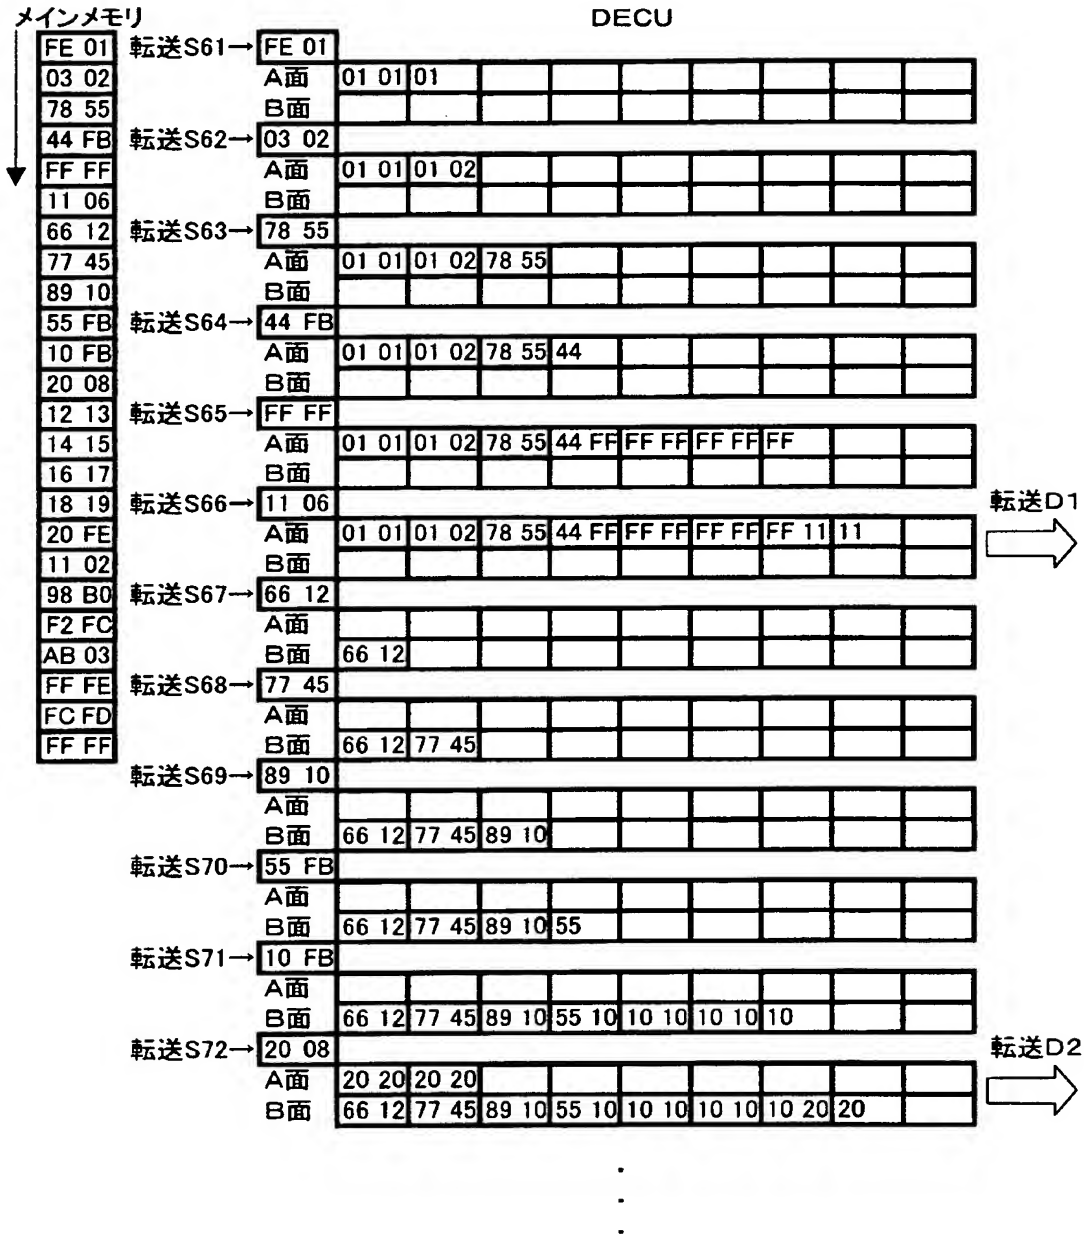 メインメモリ
DECU
FE 01
03 02
78 55
44 FB
FF FF
11 06
66 12
77 45
89 10
55 FB
10 FB
20 08
12 13
14 15
16 17
18 19
20 FE
11 02
98 B0
F2 FC
AB 03
FF FE
FC FD
FF FF
転送S61→ FE 01
A面 01 01 01
B面
転送S62→ 03 02
A面 01 01 01 02
B面
転送S63→ 78 55
A面 01 01 01 02 78 55
B面
転送S64→ 44 FB
A面 01 01 01 02 78 55 44
B面
転送S65→ FF FF
A面 01 01 01 02 78 55 44 FF FF FF FF FF FF
B面
転送S66→ 11 06
A面 01 01 01 02 78 55 44 FF FF FF FF FF FF 11 11
B面
転送D1
転送S67→ 66 12
A面
B面 66 12
転送S68→ 77 45
A面
B面 66 12 77 45
転送S69→ 89 10
A面
B面 66 12 77 45 89 10
転送S70→ 55 FB
A面
B面 66 12 77 45 89 10 55
転送S71→ 10 FB
A面
B面 66 12 77 45 89 10 55 10 10 10 10 10 10
転送S72→ 20 08
A面 20 20 20 20
B面 66 12 77 45 89 10 55 10 10 10 10 10 10 20 20
転送D2